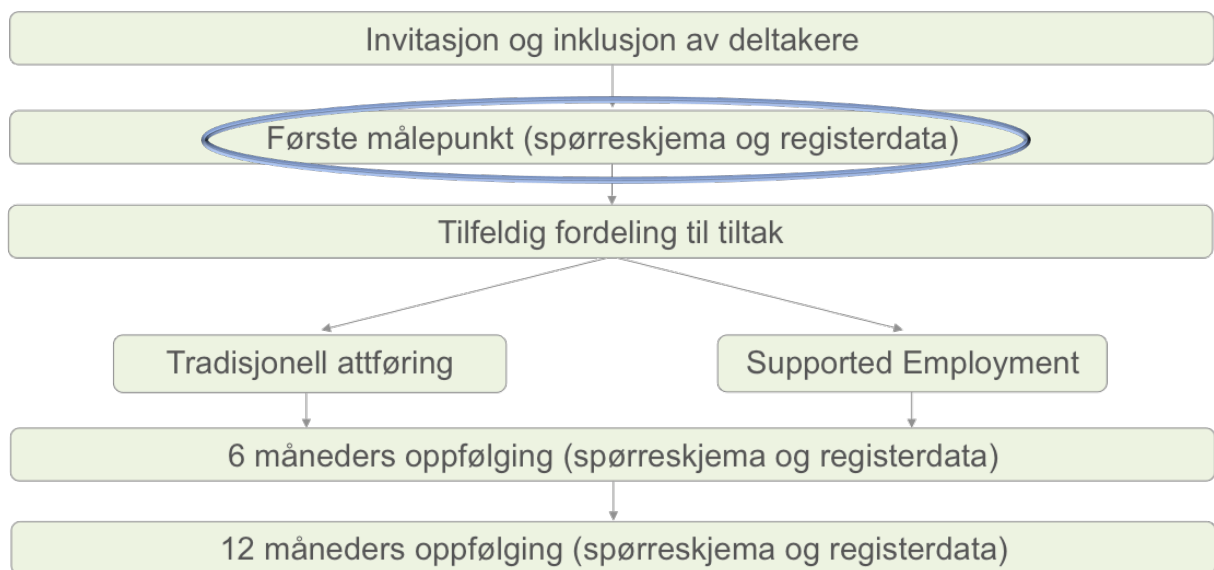 Invitasjon og inklusjon av deltakere
Første målepunkt (spørreskjema og registerdata)
Tilfeldig fordeling til tiltak
Tradisjonell attføring
Supported Employment
6 måneders oppfølging (spørreskjema og registerdata)
12 måneders oppfølging (spørreskjema og registerdata)